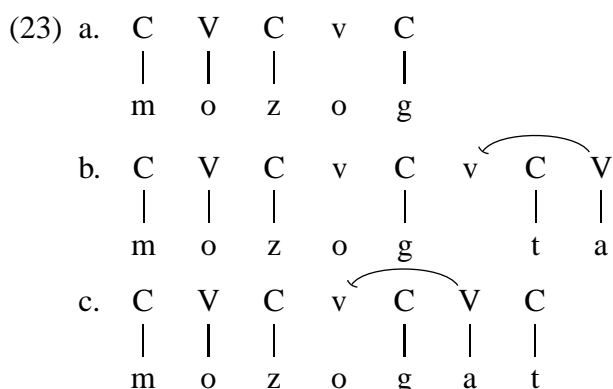 (23) a. C V C v C
m o z o g
b. C V C v C v C V
m o z o g t a
c. C V C v C V C
m o z o g a t